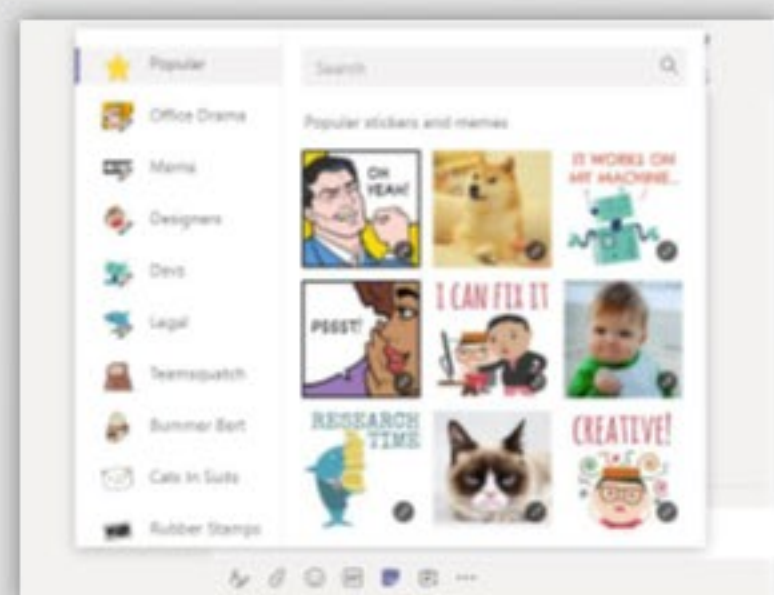 Popular
Office Drama
Meme
Designers
Devs
Legal
Teamsquatch
Bummer Bert
Cats In Suits
Rubber Stamps
Search
Popular stickers and memes
OH
YEAH!
IT WORKS ON
MY MACHINE...
PSSST!
I CAN FIX IT
RESEARCH
TIME
CREATIVE!